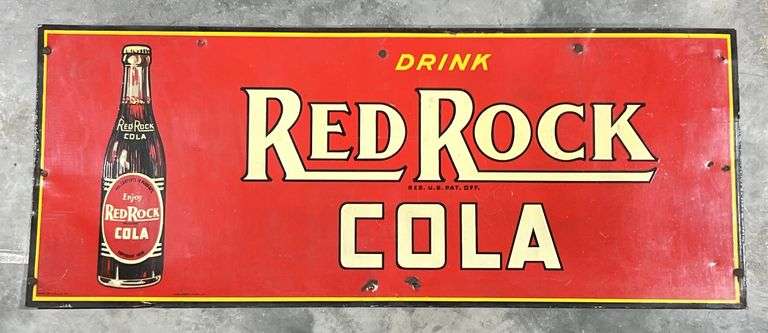 DRINK
RED ROCK
REG. U.S. PAT. OFF.
COLA
RED ROCK
COLA
Enjoy
RED ROCK
COLA